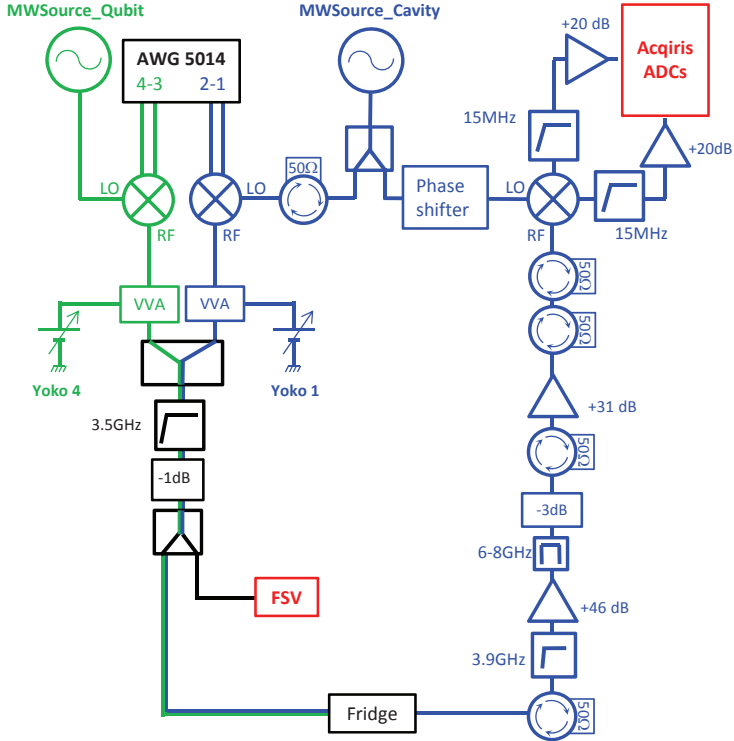 MWSource_Qubit
MWSource_Cavity
AWG 5014
4-3 2-1
+20 dB
Acqiris
ADCs
15MHz
+20dB
50Ω
LO
LO
Phase
shifter
LO
RF
RF
RF
15MHz
50Ω
VVA
VVA
50Ω
Yoko 4
Yoko 1
+31 dB
3.5GHz
50Ω
-1dB
-3dB
6-8GHz
FSV
+46 dB
3.9GHz
Fridge
50Ω